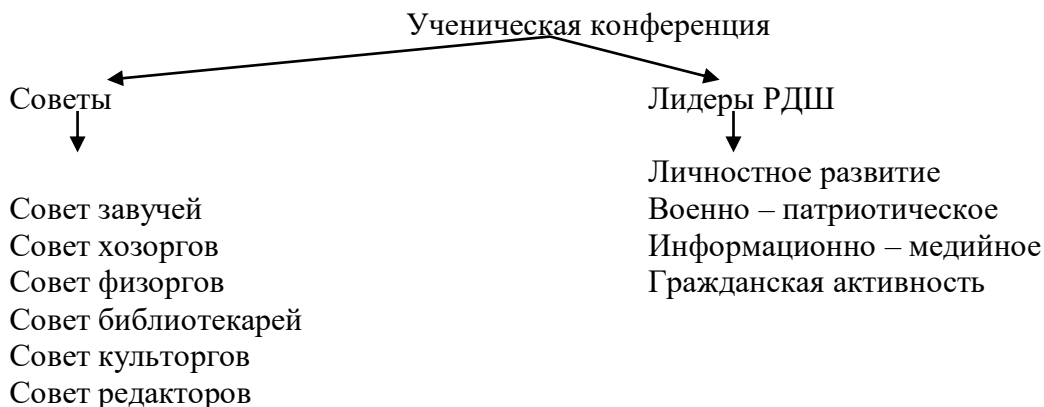 Ученическая конференция
Советы
Лидеры РДШ
Личностное развитие
Совет завучей
Военно – патриотическое
Совет хозоргов
Информационно – медийное
Совет физоргов
Гражданская активность
Совет библиотекарей
Совет культоргов
Совет редакторов